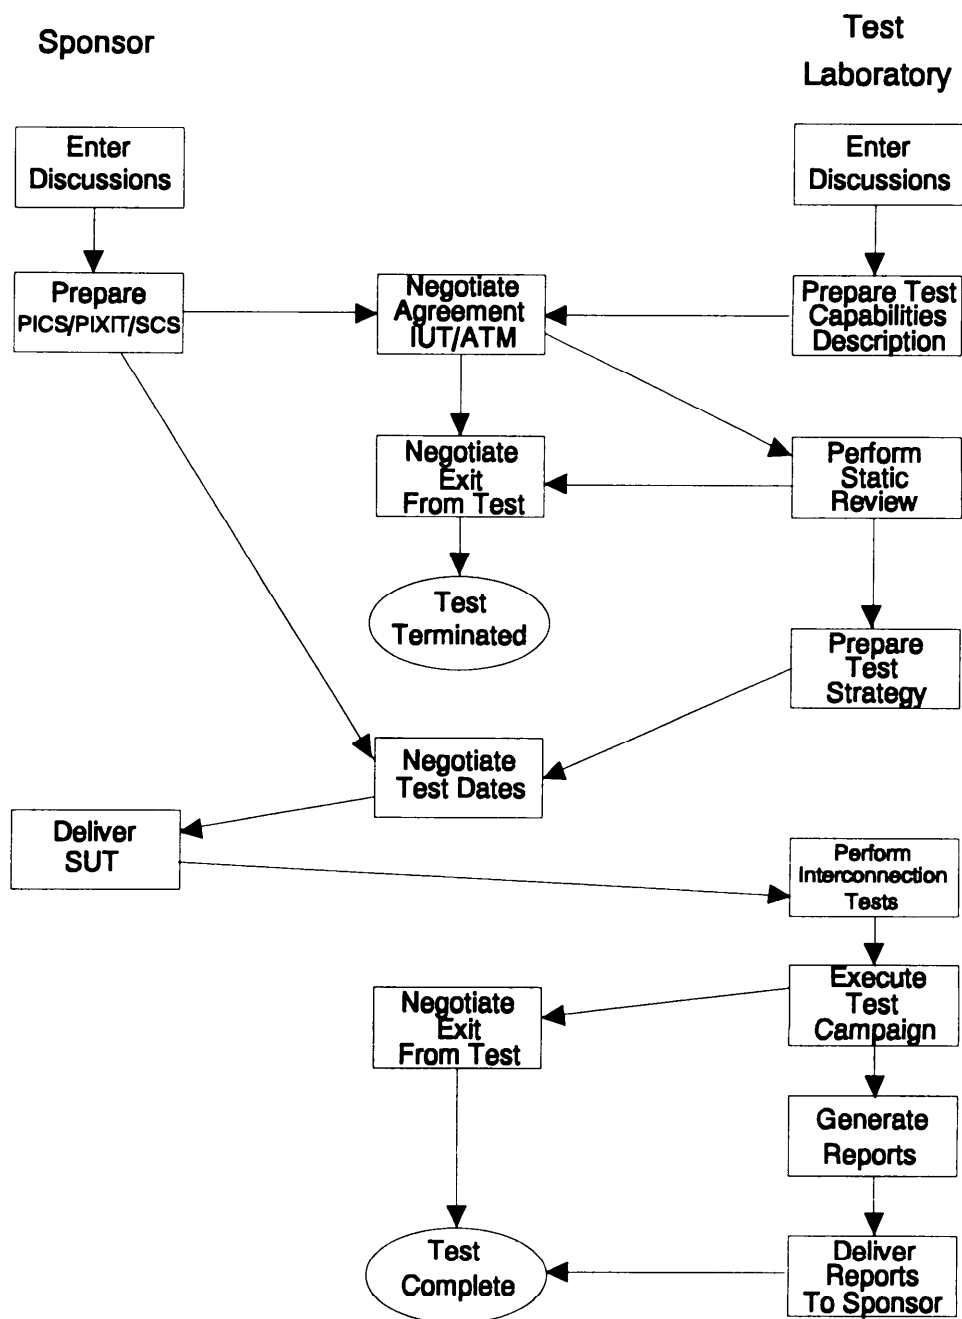 Sponsor
Test
Laboratory
Enter
Discussions
Enter
Discussions
Prepare
PICS/PIXIT/SCS
Negotiate
Agreement
IUT/ATM
Prepare Test
Capabilities
Description
Negotiate
Exit
From Test
Perform
Static
Review
Test
Terminated
Prepare
Test
Strategy
Negotiate
Test Dates
Deliver
SUT
Perform
Interconnection
Tests
Negotiate
Exit
From Test
Execute
Test
Campaign
Generate
Reports
Test
Complete
Deliver
Reports
To Sponsor